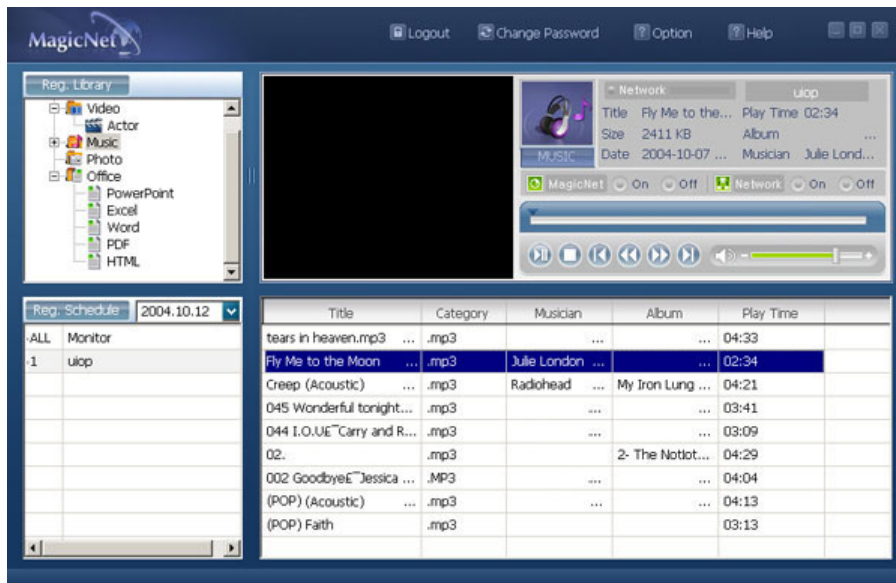 MagicNet
Logout Change Password Option Help
Reg. Library
Video
Actor
Music
Photo
Office
PowerPoint
Excel
Word
PDF
HTML
MUSIC
Network uiop
Title Fly Me to the... Play Time 02:34
Size 2411 KB Album ...
Date 2004-10-07 ... Musician Julie Lond...
MagicNet On Off Network On Off
Reg. Schedule 2004.10.12
-ALL Monitor
-1 uiop
Title Category Musician Album Play Time
tears in heaven.mp3 ... .mp3 ... ... 04:33
Fly Me to the Moon ... .mp3 Julie London ... ... 02:34
Creep (Acoustic) ... .mp3 Radiohead ... My Iron Lung ... 04:21
045 Wonderful tonight... .mp3 ... ... 03:41
044 I.O.U£¯Carry and R... .mp3 ... ... 03:09
02. .mp3 2- The Notlot... 04:29
002 Goodbye£¯Jessica ... .MP3 ... ... 04:04
(POP) (Acoustic) ... .mp3 ... ... 04:13
(POP) Faith .mp3 03:13